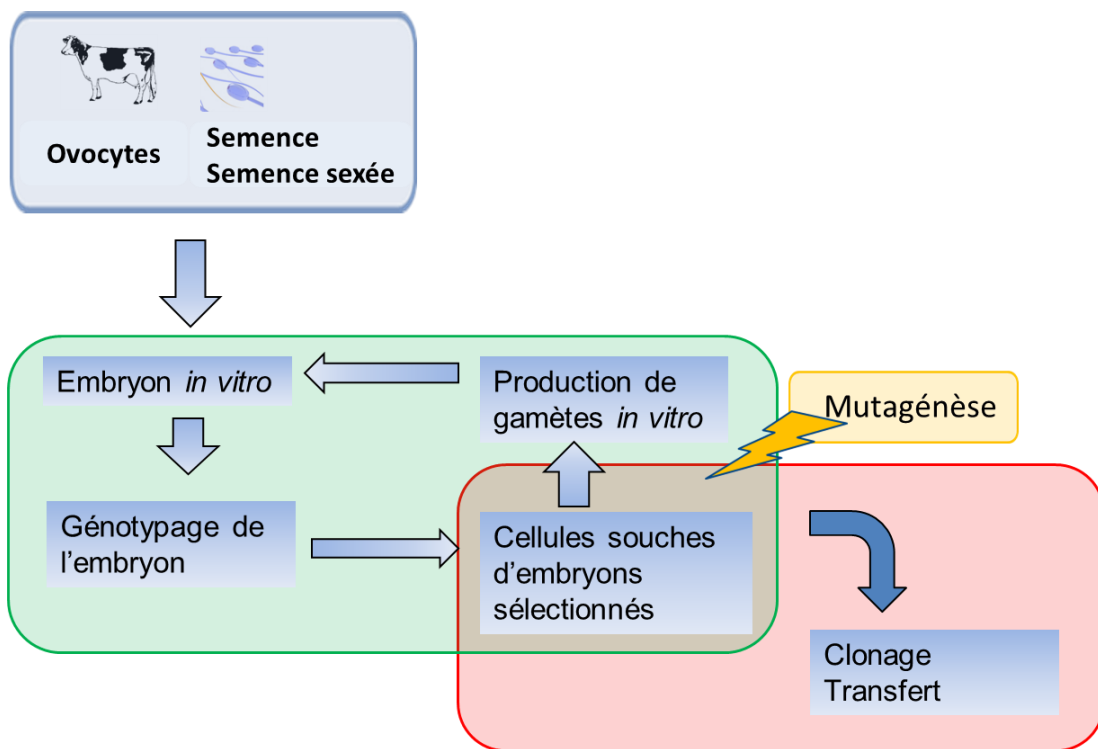 Ovocytes
Semence
Semence sexée
Embryon in vitro
Production de
gamètes in vitro
Mutagénèse
Génotypage de
l'embryon
Cellules souches
d'embryons
sélectionnés
Clonage
Transfert